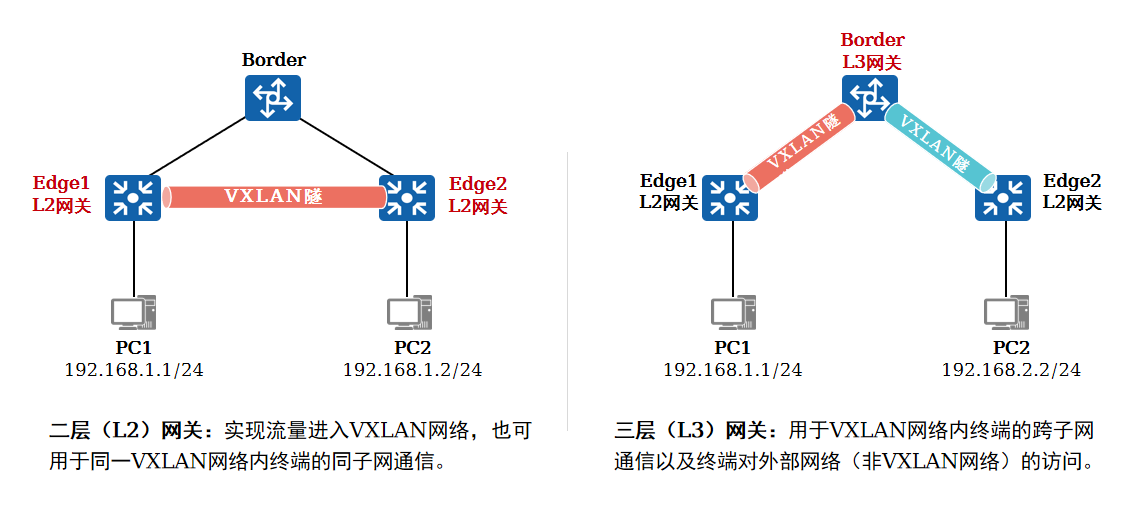 Border
Edge1
L2网关
VXLAN隧
Edge2
L2网关
PC1
192.168.1.1/24
PC2
192.168.1.2/24
二层（L2）网关：实现流量进入VXLAN网络，也可
用于同一VXLAN网络内终端的同子网通信。
Border
L3网关
VXLAN隧
VXLAN隧
Edge1
L2网关
Edge2
L2网关
PC1
192.168.1.1/24
PC2
192.168.2.2/24
三层（L3）网关：用于VXLAN网络内终端的跨子网
通信以及终端对外部网络（非VXLAN网络）的访问。